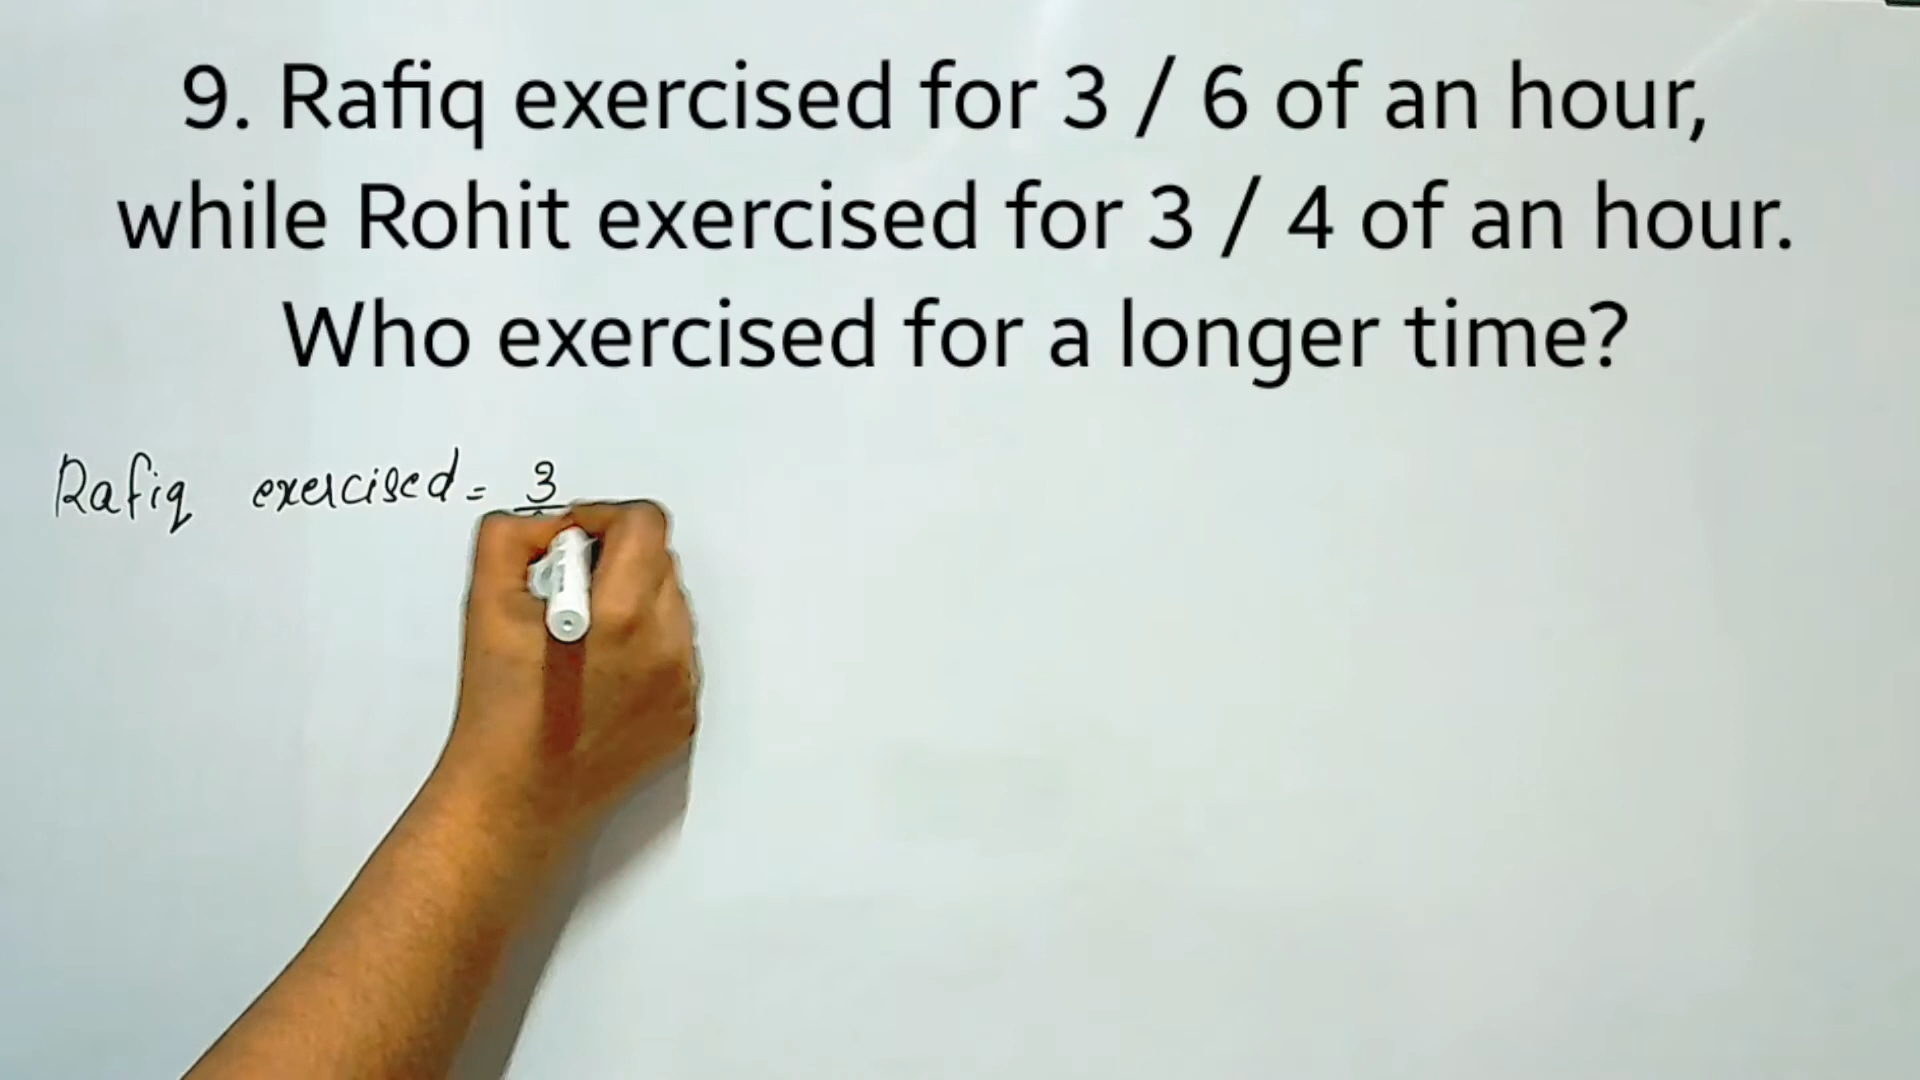 9. Rafiq exercised for 3 / 6 of an hour,
while Rohit exercised for 3 / 4 of an hour.
Who exercised for a longer time?
Rafiq exercised = 3